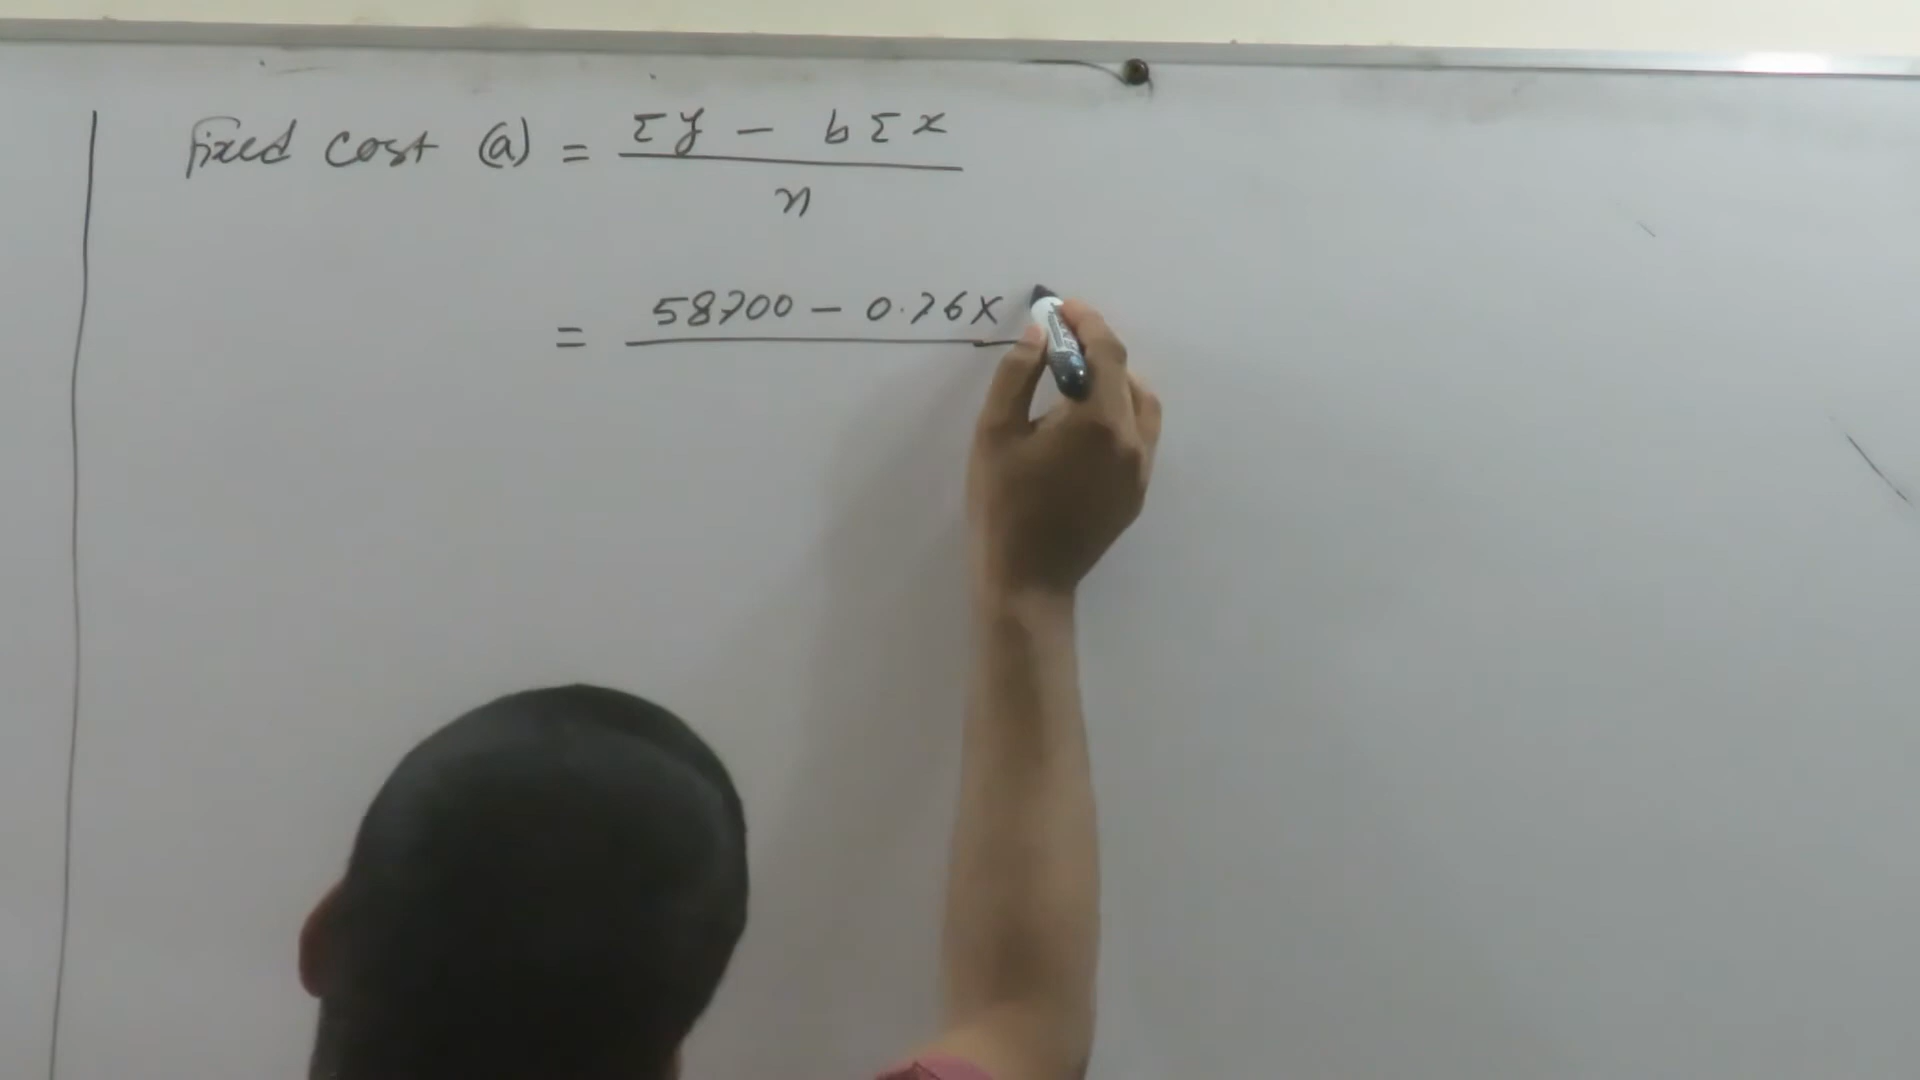 Fixed cost (a) = Σy - bΣx
n
= 58700 - 0.76x